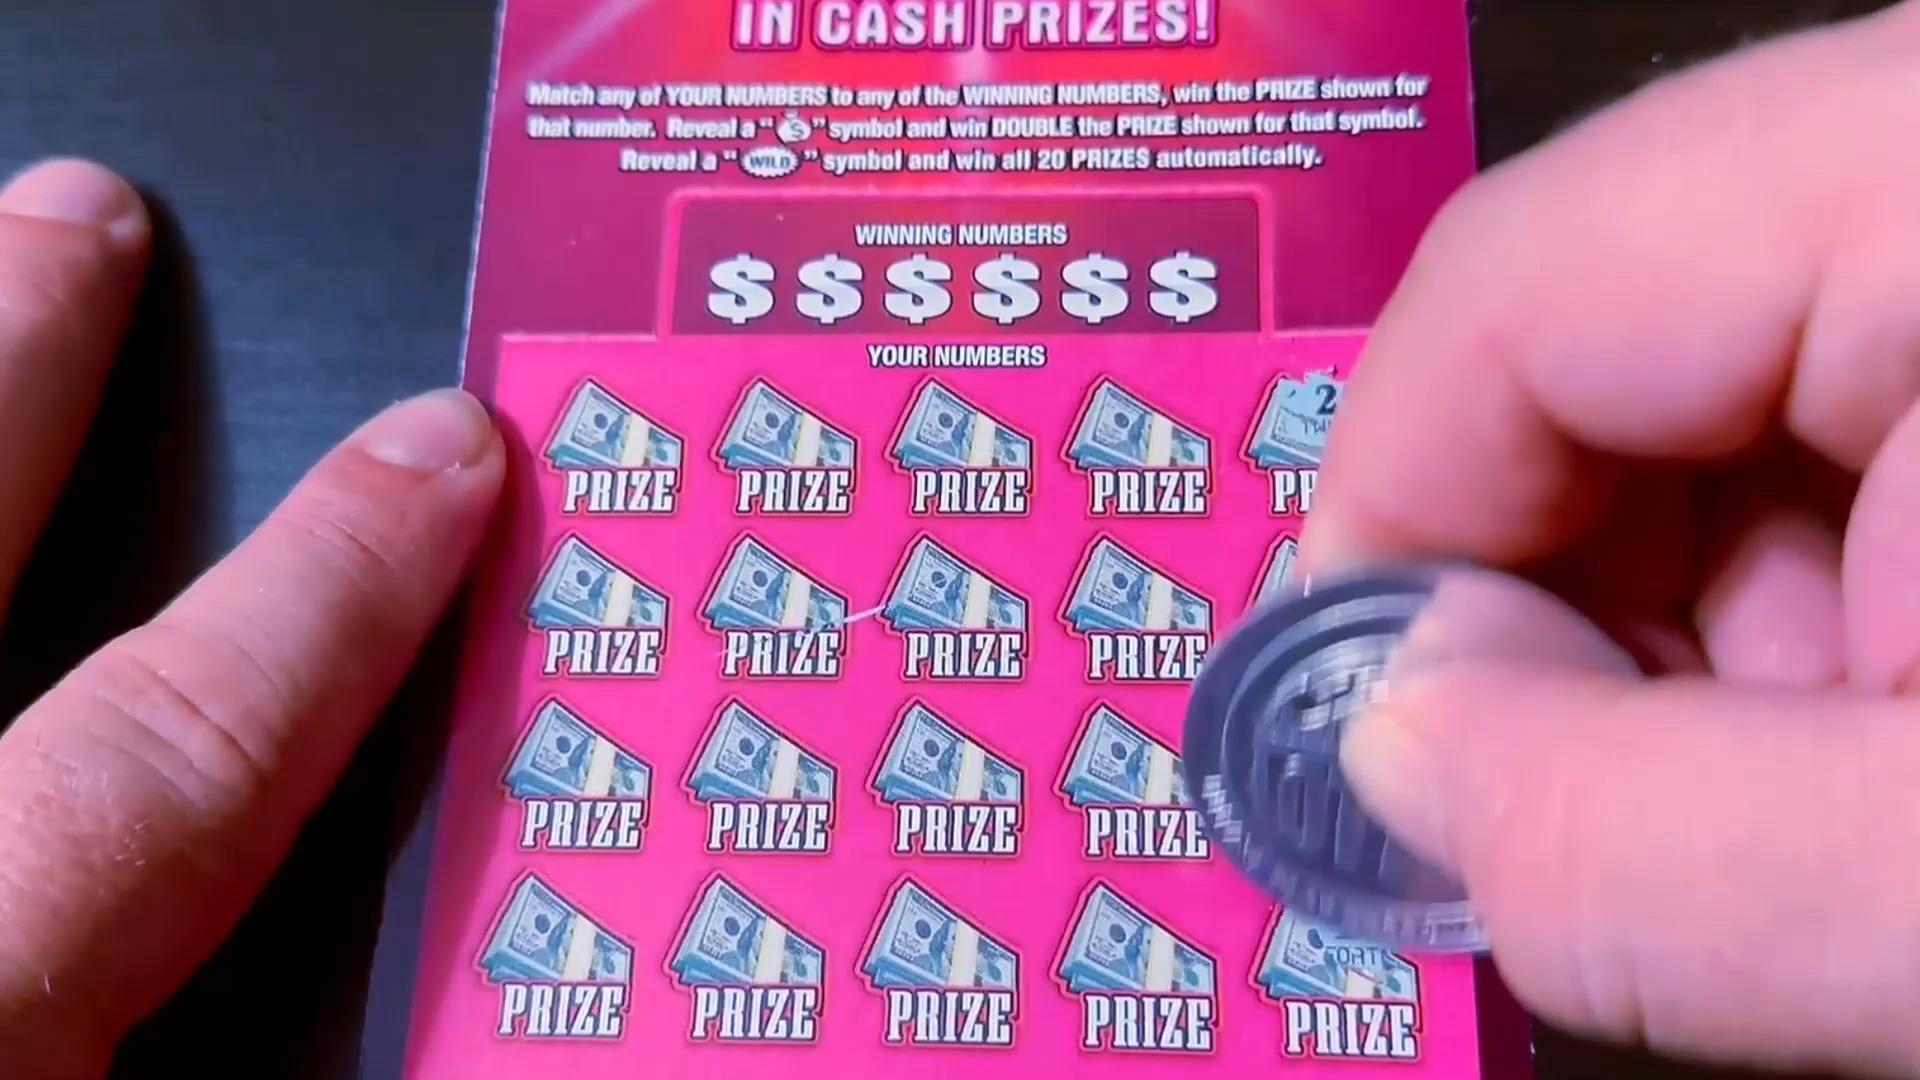 IN CASH PRIZES!
Match any of YOUR NUMBERS to any of the WINNING NUMBERS, win the PRIZE shown for
that number. Reveal a " $ " symbol and win DOUBLE the PRIZE shown for that symbol.
Reveal a " WILD " symbol and win all 20 PRIZES automatically.
WINNING NUMBERS
$ $ $ $ $ $
YOUR NUMBERS
2
PRIZE PRIZE PRIZE PRIZE
PRIZE PRIZE PRIZE PRIZE
PRIZE PRIZE PRIZE PRIZE
PRIZE PRIZE PRIZE PRIZE PRIZE